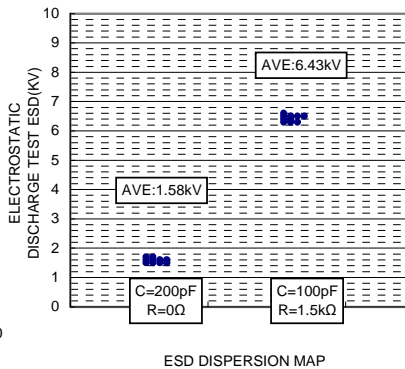 ELECTROSTATIC
DISCHARGE TEST ESD(KV)
10
9
8
7
6
5
4
3
2
1
0
AVE:6.43kV
AVE:1.58kV
C=200pF
R=0Ω
C=100pF
R=1.5kΩ
0
ESD DISPERSION MAP